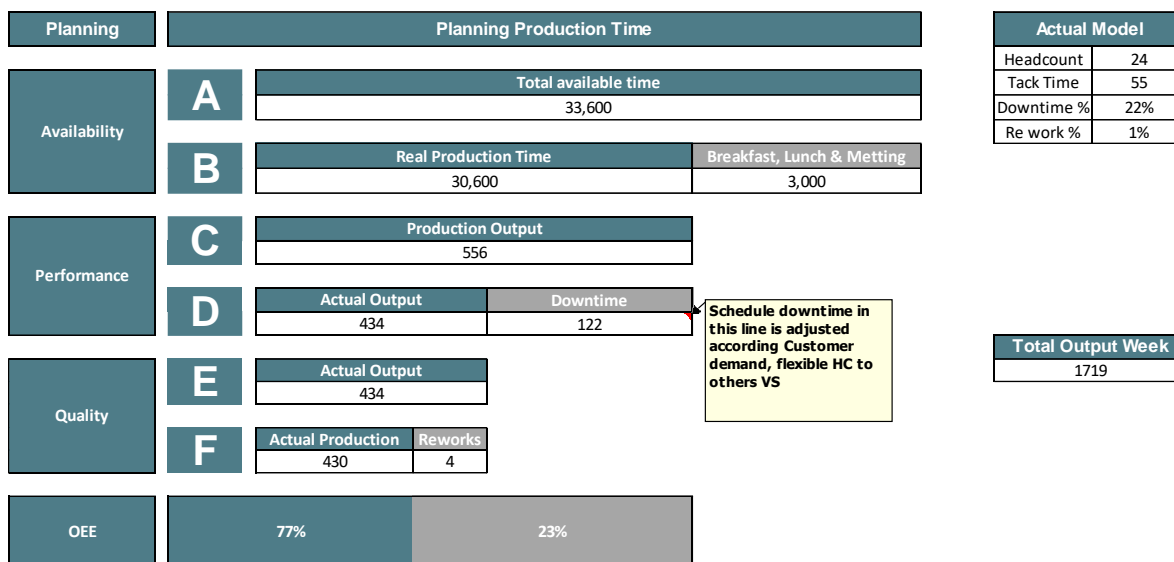 Planning
Planning Production Time
Actual Model
Headcount 24
Tack Time 55
Downtime % 22%
Re work % 1%
Availability
A
Total available time
33,600
B
Real Production Time
Breakfast, Lunch & Metting
30,600
3,000
Performance
C
Production Output
556
D
Actual Output
Downtime
434
122
Schedule downtime in
this line is adjusted
according Customer
demand, flexible HC to
others VS
Total Output Week
1719
Quality
E
Actual Output
434
F
Actual Production
Reworks
430
4
OEE
77%
23%